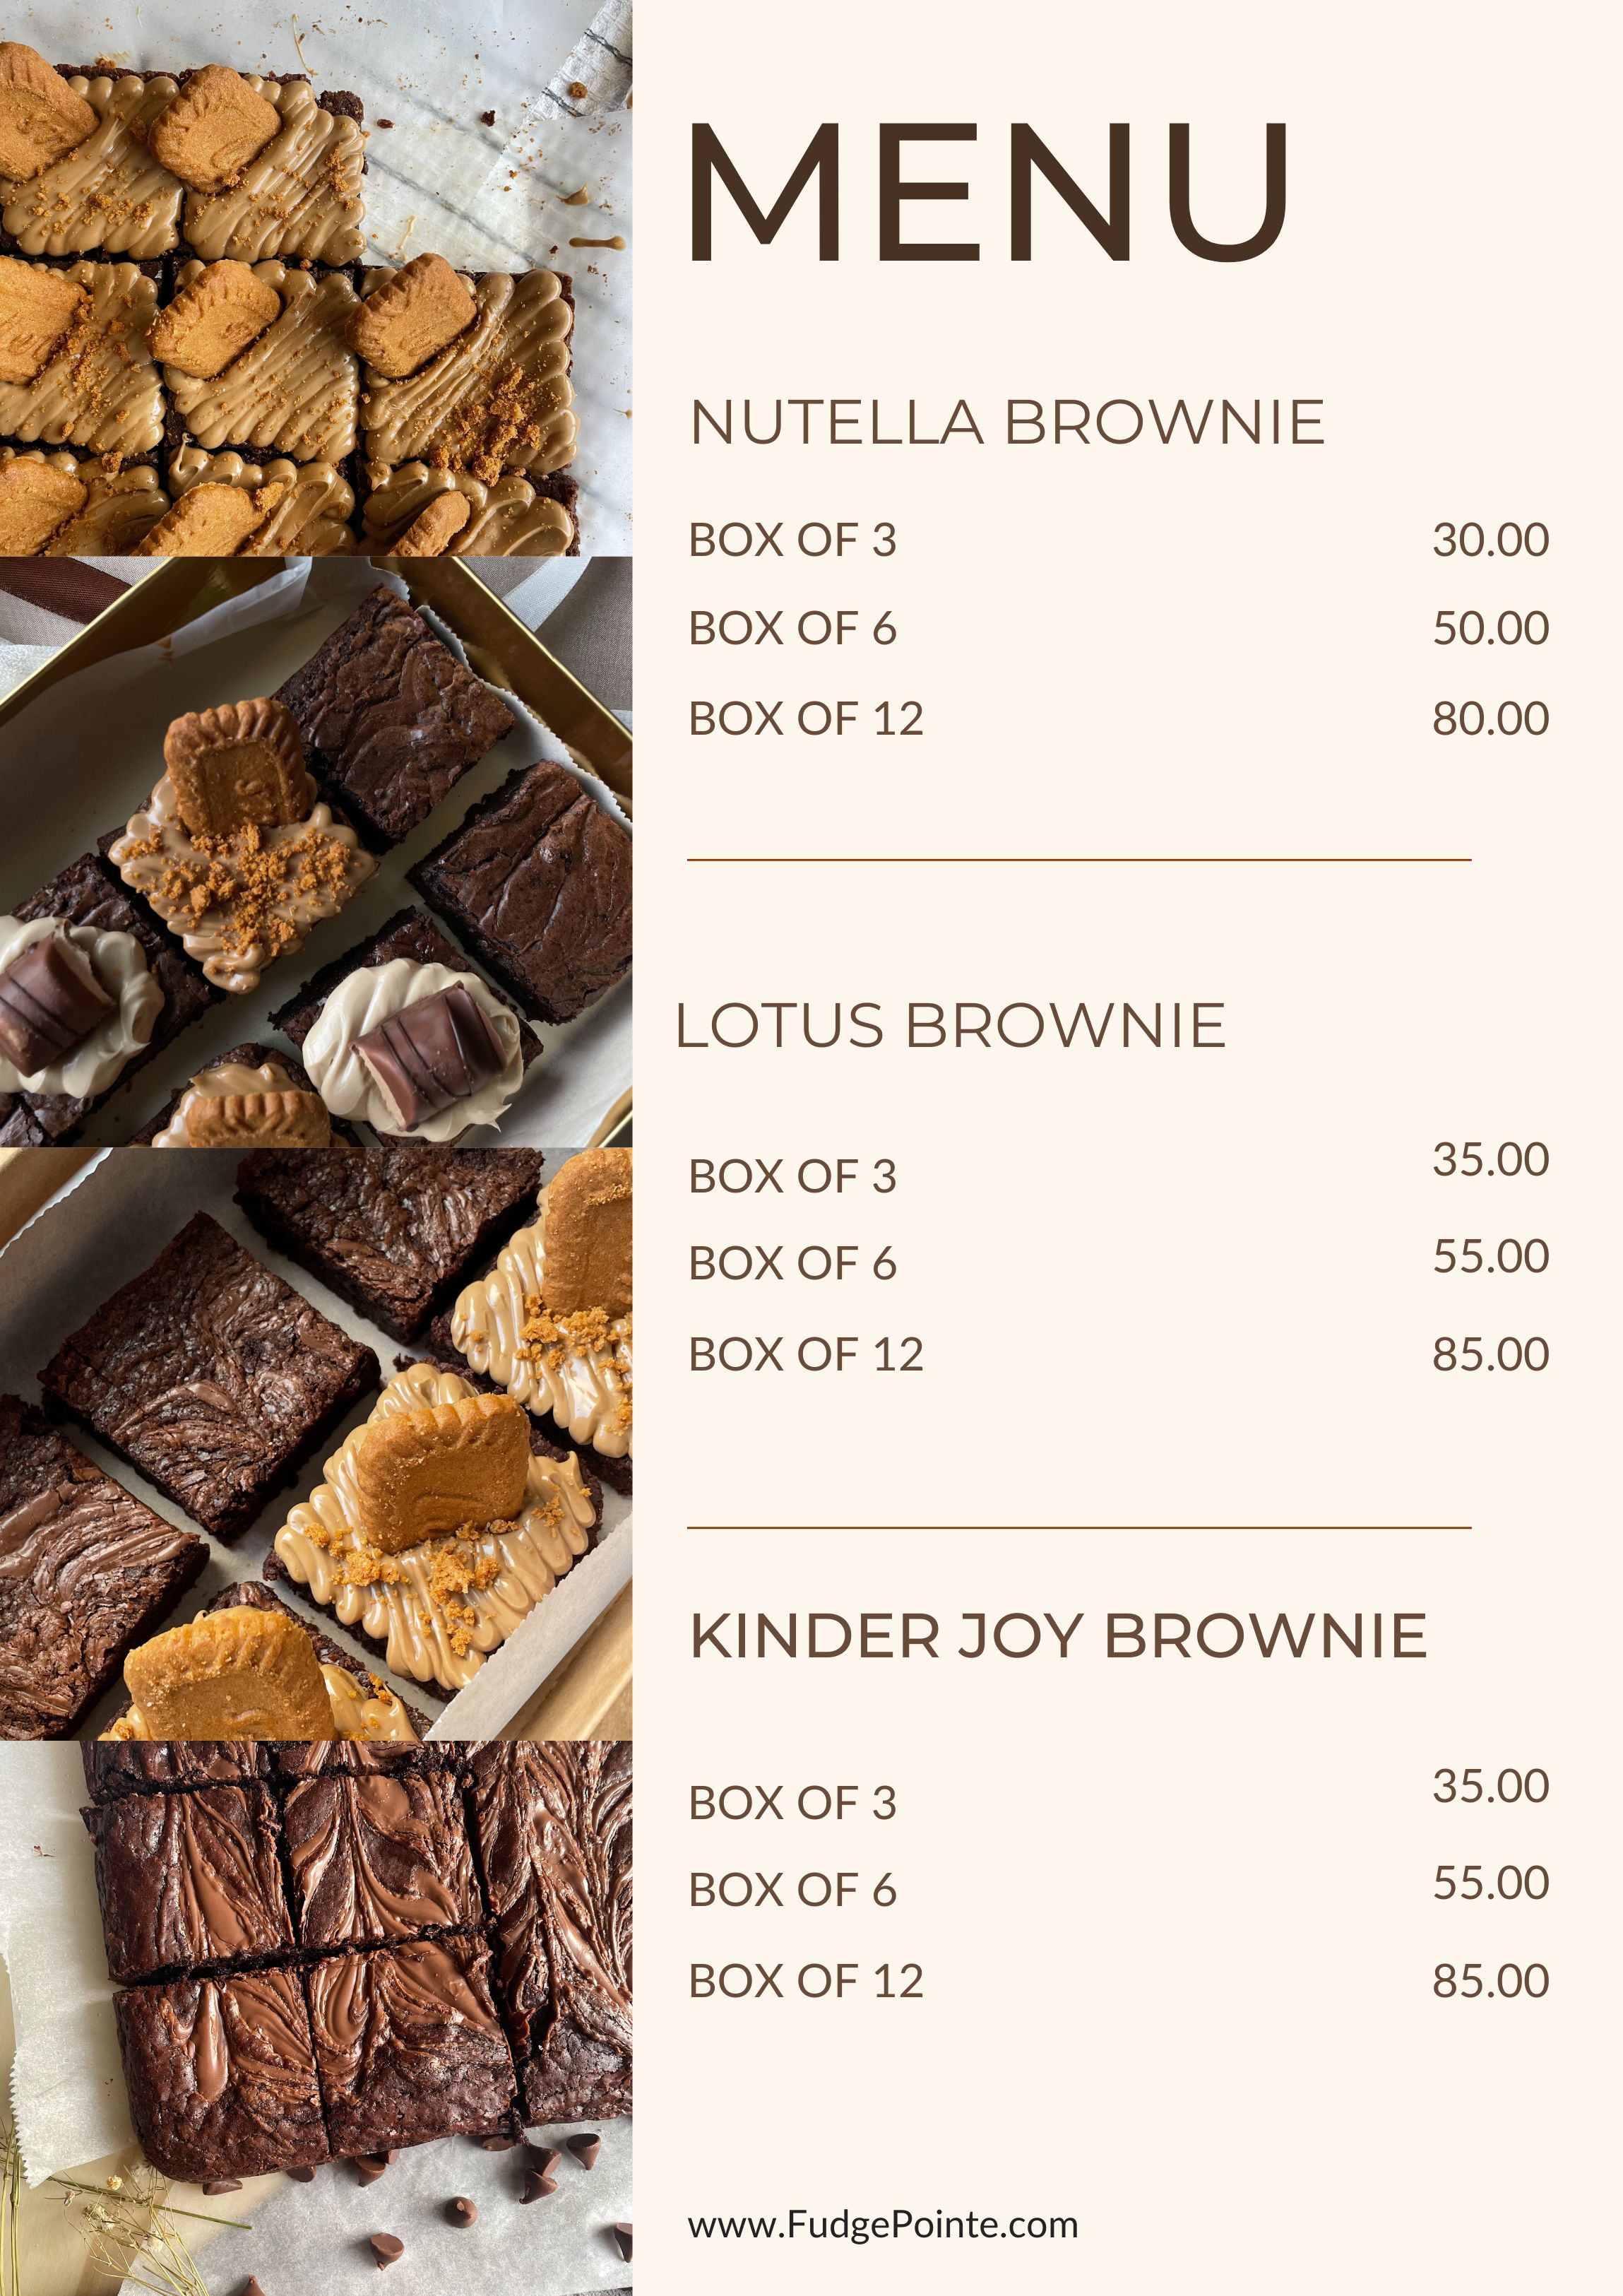 MENU
NUTELLA BROWNIE
BOX OF 3 30.00
BOX OF 6 50.00
BOX OF 12 80.00
LOTUS BROWNIE
BOX OF 3 35.00
BOX OF 6 55.00
BOX OF 12 85.00
KINDER JOY BROWNIE
BOX OF 3 35.00
BOX OF 6 55.00
BOX OF 12 85.00
www.FudgePointe.com